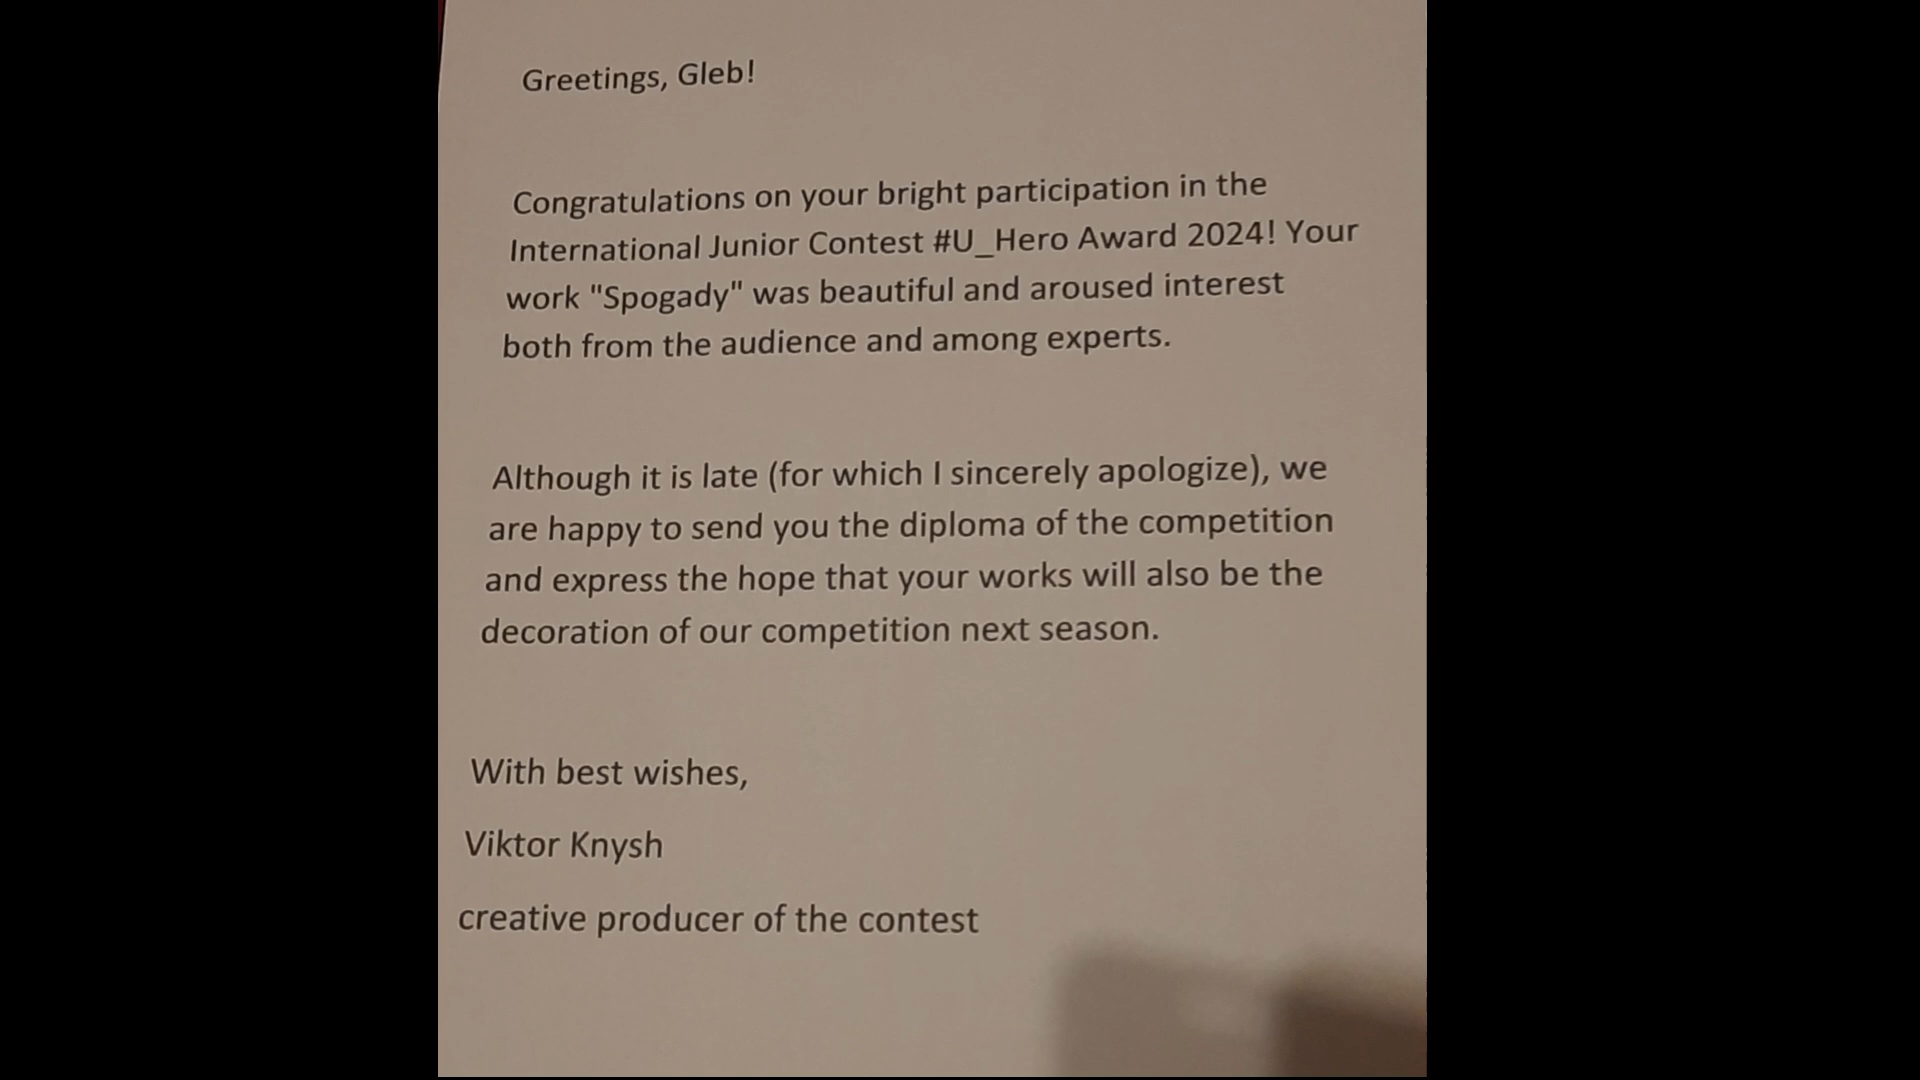 Greetings, Gleb!
Congratulations on your bright participation in the
International Junior Contest #U_Hero Award 2024! Your
work "Spogady" was beautiful and aroused interest
both from the audience and among experts.
Although it is late (for which I sincerely apologize), we
are happy to send you the diploma of the competition
and express the hope that your works will also be the
decoration of our competition next season.
With best wishes,
Viktor Knysh
creative producer of the contest